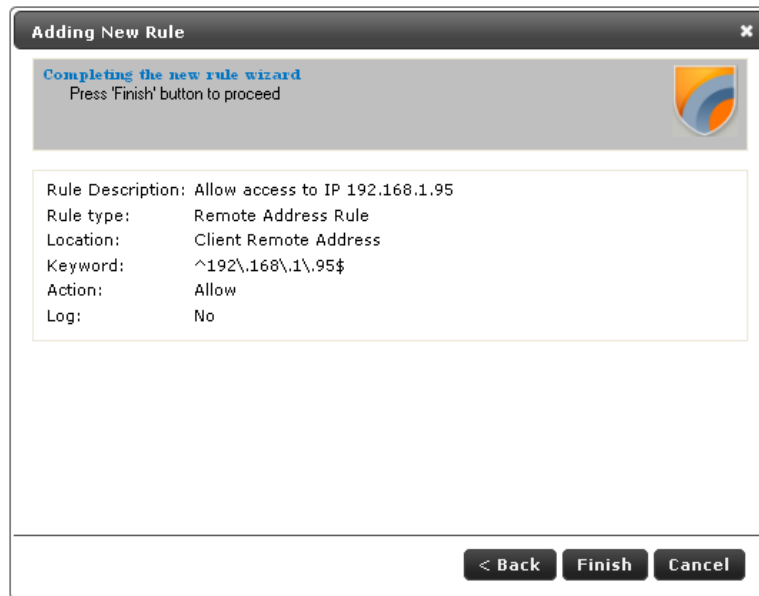 Adding New Rule
Completing the new rule wizard
Press 'Finish' button to proceed
Rule Description: Allow access to IP 192.168.1.95
Rule type: Remote Address Rule
Location: Client Remote Address
Keyword: ^192\.168\.1\.95$
Action: Allow
Log: No
< Back Finish Cancel